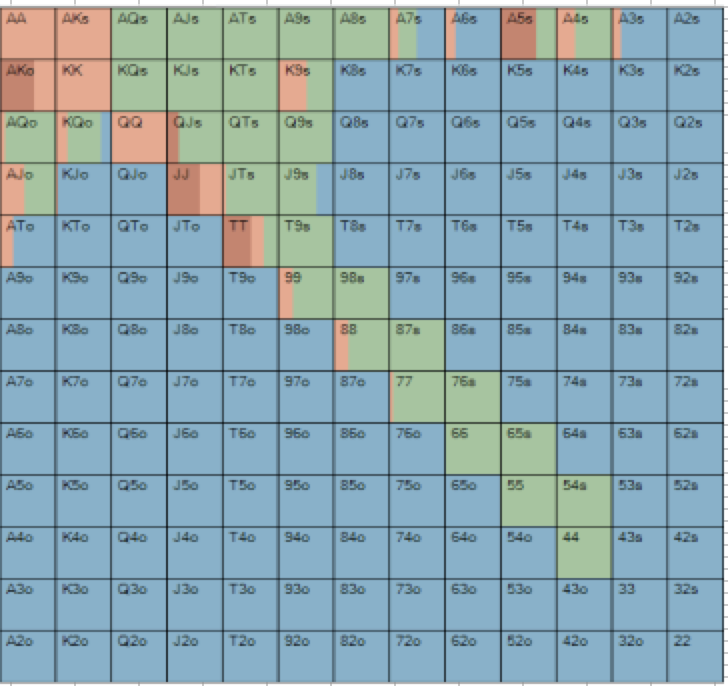 AA AKs AQs AJs ATs A9s A8s A7s A6s A5s A4s A3s A2s
AKo KK KQs KJs KTs K9s K8s K7s K6s K5s K4s K3s K2s
AQo KQo QQ QJs QTs Q9s Q8s Q7s Q6s Q5s Q4s Q3s Q2s
AJo KJo QJo JJ JTs J9s J8s J7s J6s J5s J4s J3s J2s
ATo KTo QTo JTo TT T9s T8s T7s T6s T5s T4s T3s T2s
A9o K9o Q9o J9o T9o 99 98s 97s 96s 95s 94s 93s 92s
A8o K8o Q8o J8o T8o 98o 88 87s 86s 85s 84s 83s 82s
A7o K7o Q7o J7o T7o 97o 87o 77 76s 75s 74s 73s 72s
A6o K6o Q6o J6o T6o 96o 86o 76o 66 65s 64s 63s 62s
A5o K5o Q5o J5o T5o 95o 85o 75o 65o 55 54s 53s 52s
A4o K4o Q4o J4o T4o 94o 84o 74o 64o 54o 44 43s 42s
A3o K3o Q3o J3o T3o 93o 83o 73o 63o 53o 43o 33 32s
A2o K2o Q2o J2o T2o 92o 82o 72o 62o 52o 42o 32o 22